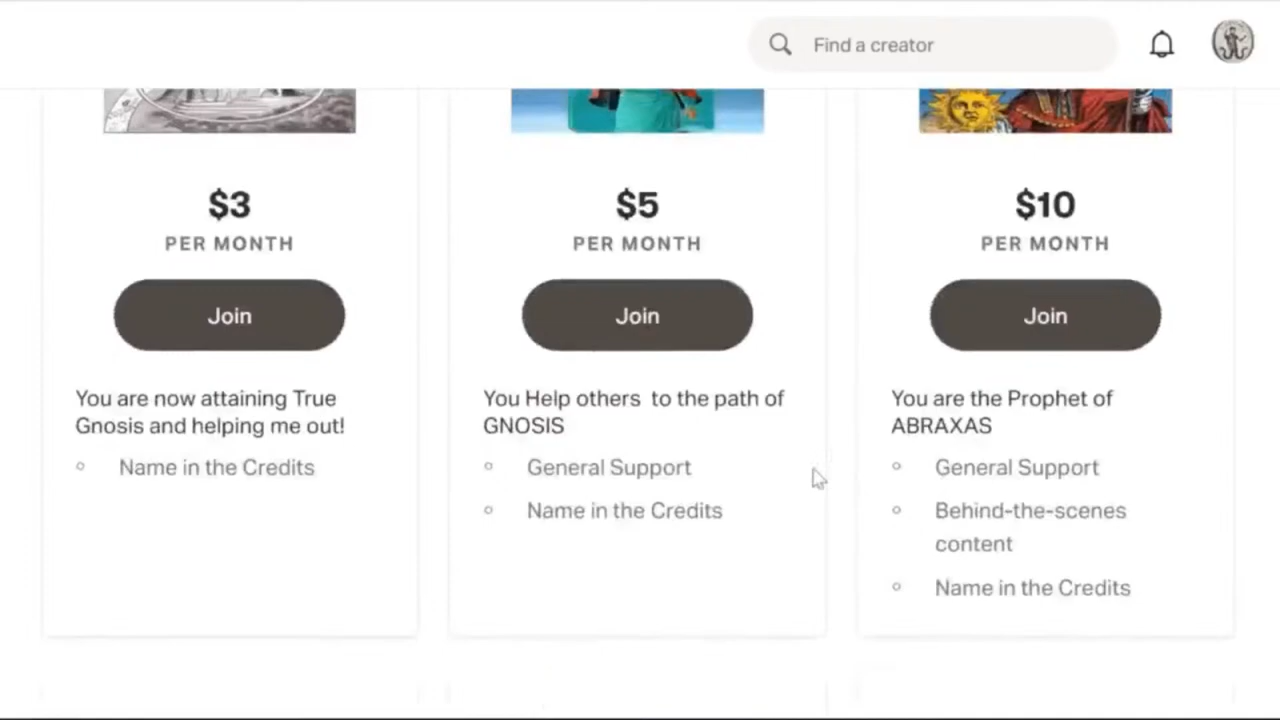 Find a creator
$3
PER MONTH
Join
You are now attaining True
Gnosis and helping me out!
Name in the Credits
$5
PER MONTH
Join
You Help others  to the path of
GNOSIS
General Support
Name in the Credits
$10
PER MONTH
Join
You are the Prophet of
ABRAXAS
General Support
Behind-the-scenes
content
Name in the Credits